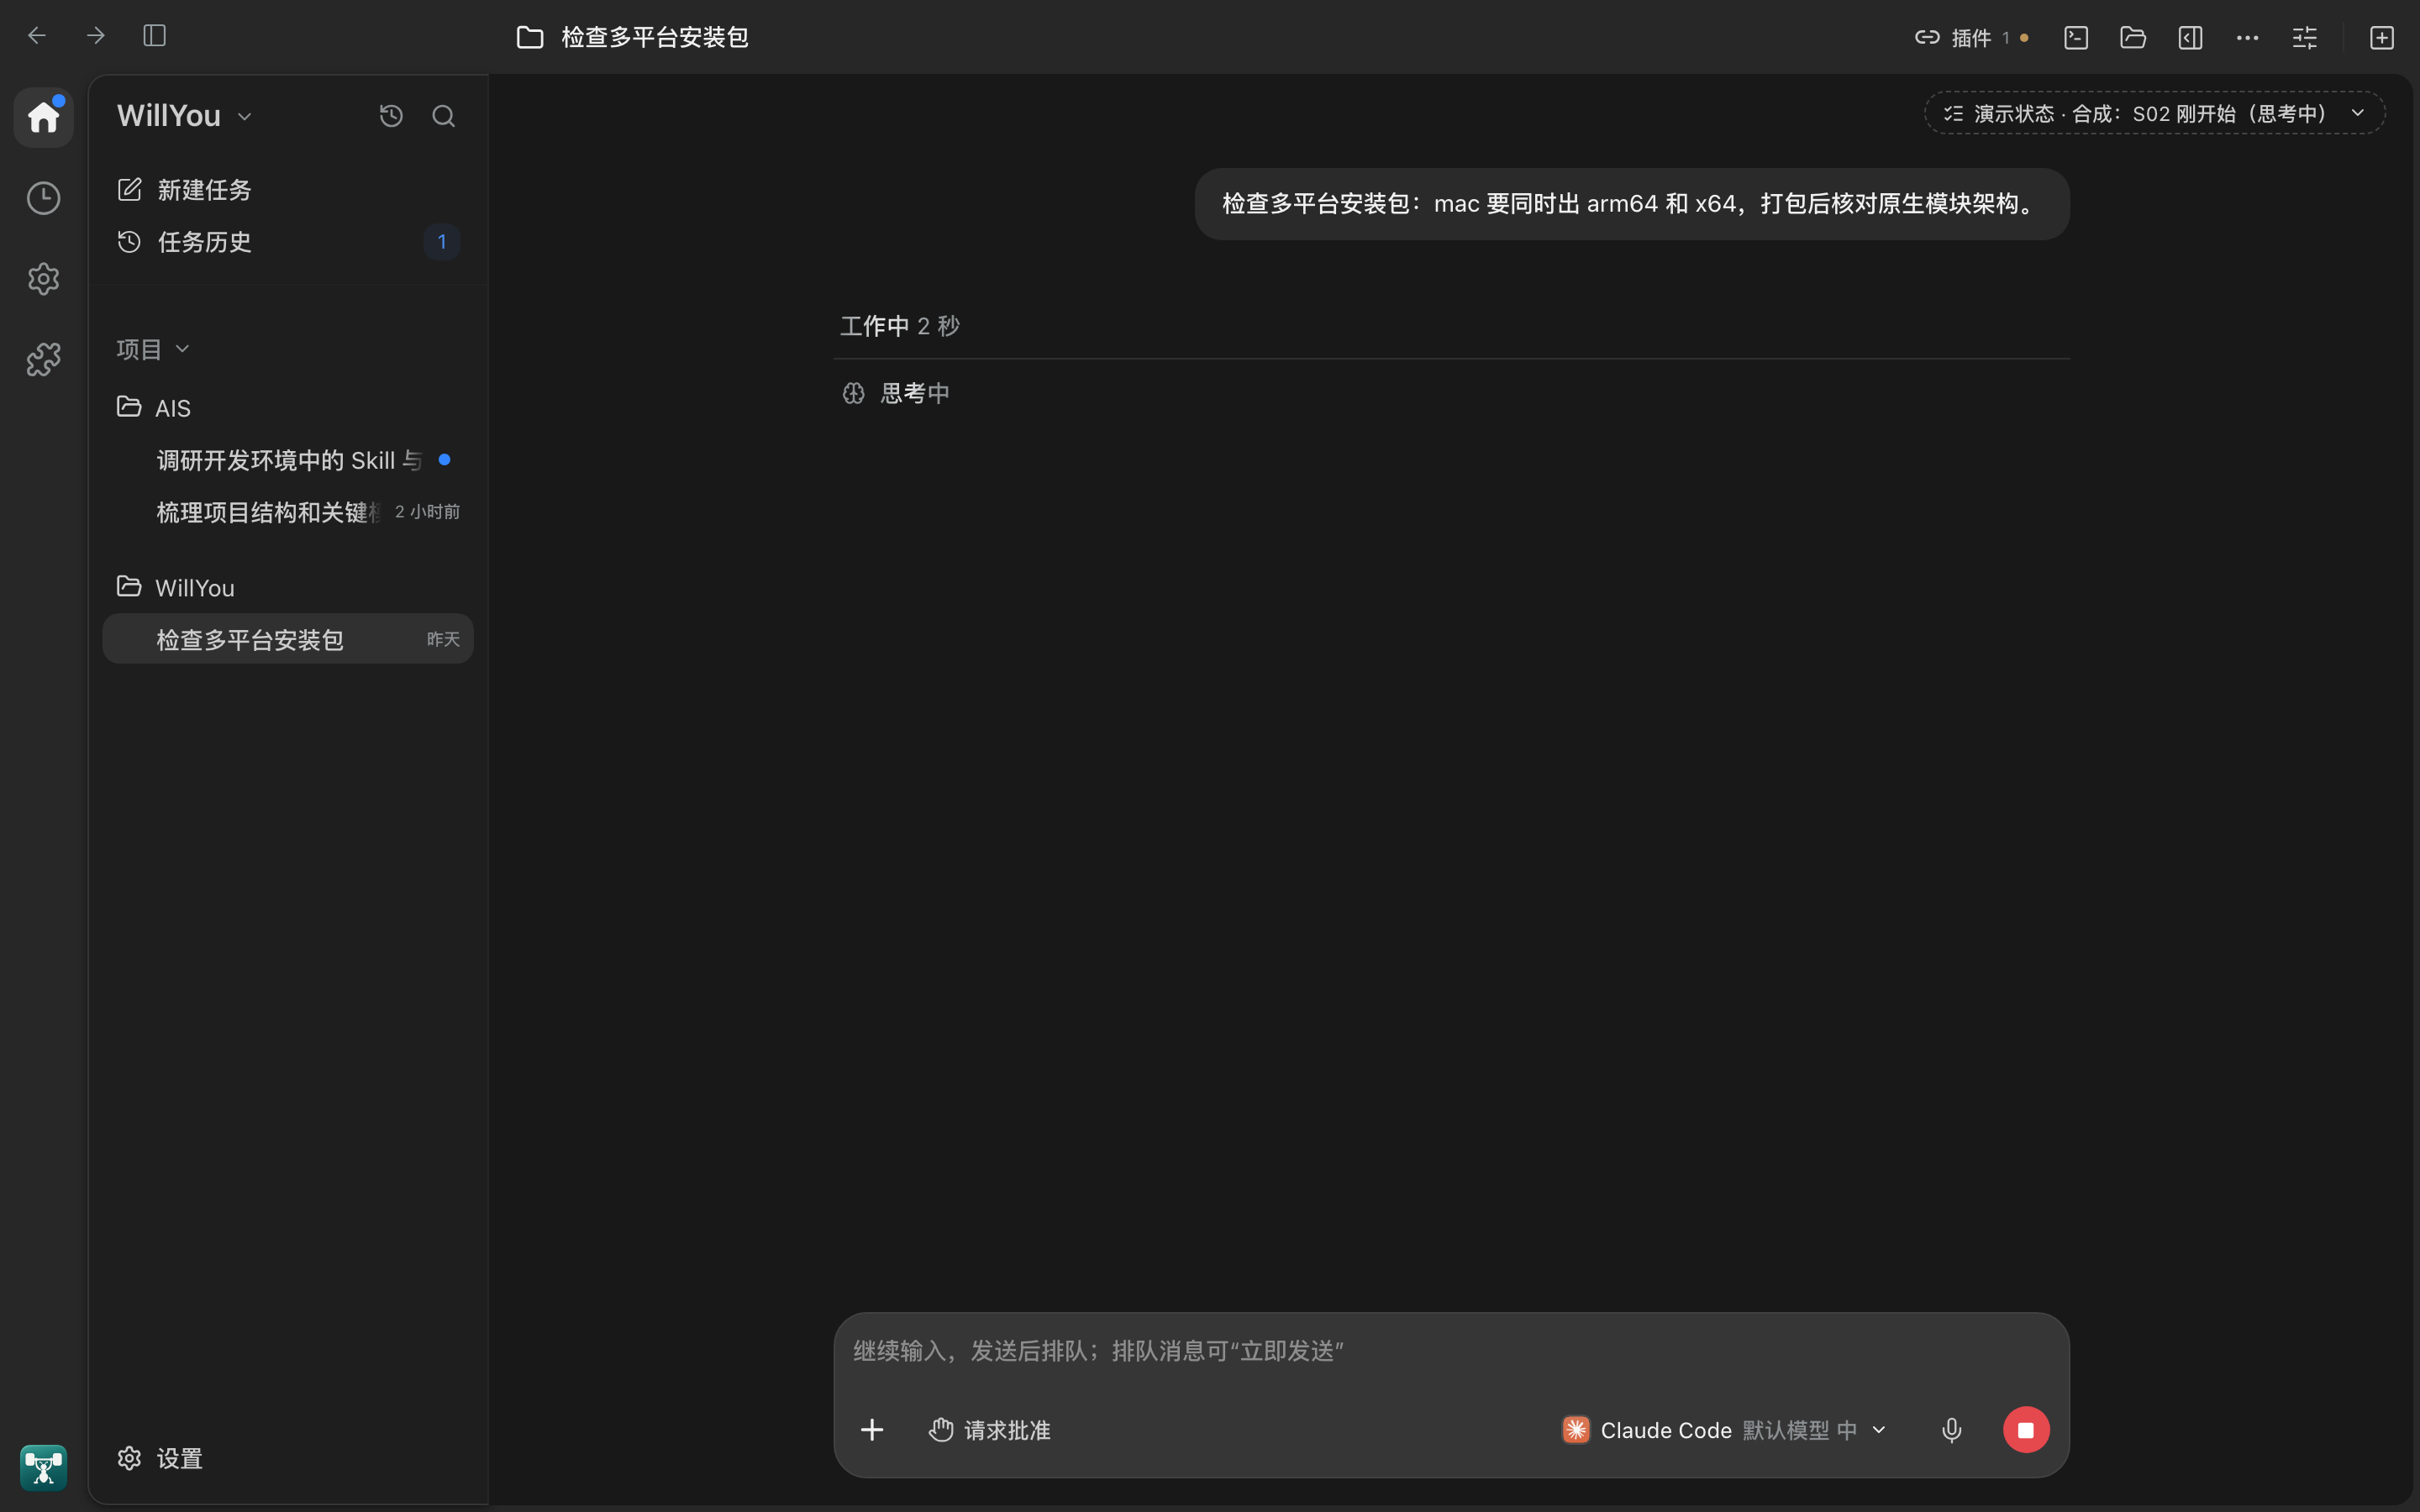 检查多平台安装包
插件 1
WillYou
演示状态 · 合成：S02 刚开始（思考中）
新建任务
任务历史 1
检查多平台安装包：mac 要同时出 arm64 和 x64，打包后核对原生模块架构。
工作中 2 秒
思考中
项目
AIS
调研开发环境中的 Skill 与
梳理项目结构和关键 2 小时前
WillYou
检查多平台安装包 昨天
继续输入，发送后排队；排队消息可“立即发送”
请求批准
Claude Code 默认模型 中
设置